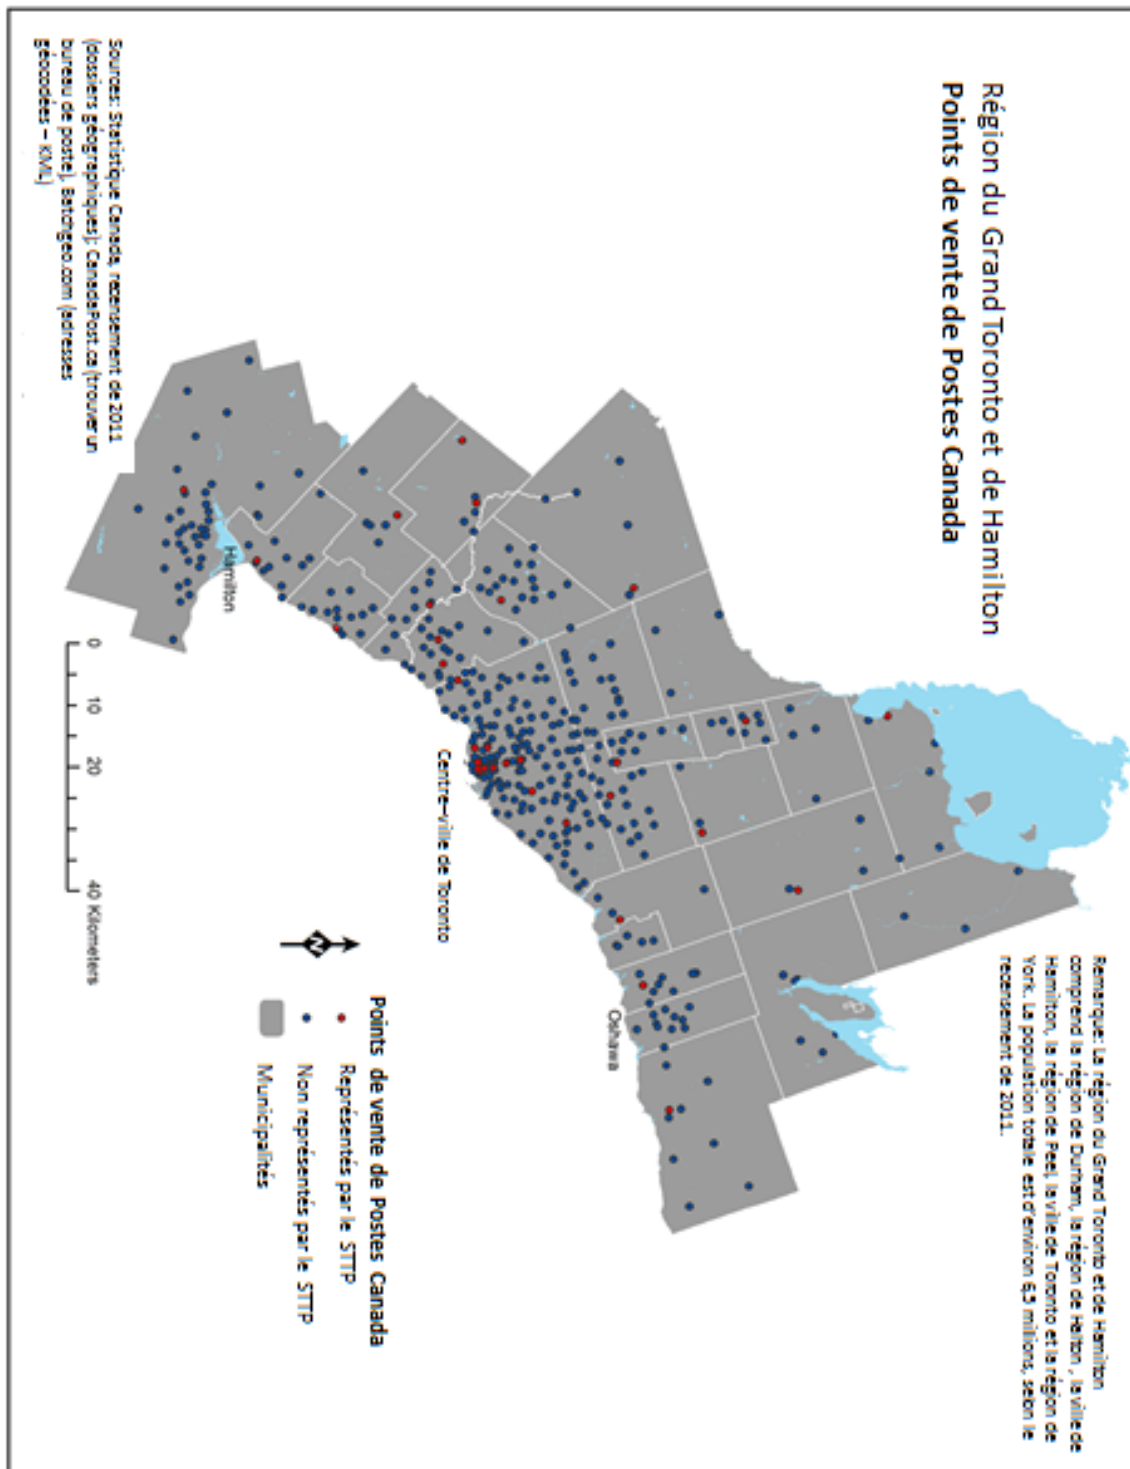 Région du Grand Toronto et de Hamilton
Points de vente de Postes Canada
Remarque: La région du Grand Toronto et de Hamilton
comprend la région de Durham, la région de Halton , la ville de
Hamilton, la région de Peel, la ville de Toronto et la région de
York. La population totale est d'environ 6,5 millions, selon le
recensement de 2011.
Hamilton
Centre-ville de Toronto
Oshawa
Points de vente de Postes Canada
Représentés par le STTP
Non représentés par le STTP
Municipalités
N
0 10 20 40 Kilometers
Sources: Statistique Canada, recensement de 2011
(dossiers géographiques); CanadaPost.ca (trouver un
bureau de poste), Batchgeo.com (adresses
géocodées – KML)